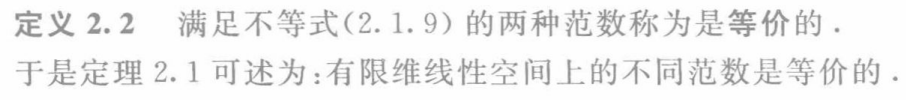 定义 2.2 满足不等式(2.1.9)的两种范数称为是等价的.
于是定理 2.1 可述为:有限维线性空间上的不同范数是等价的.